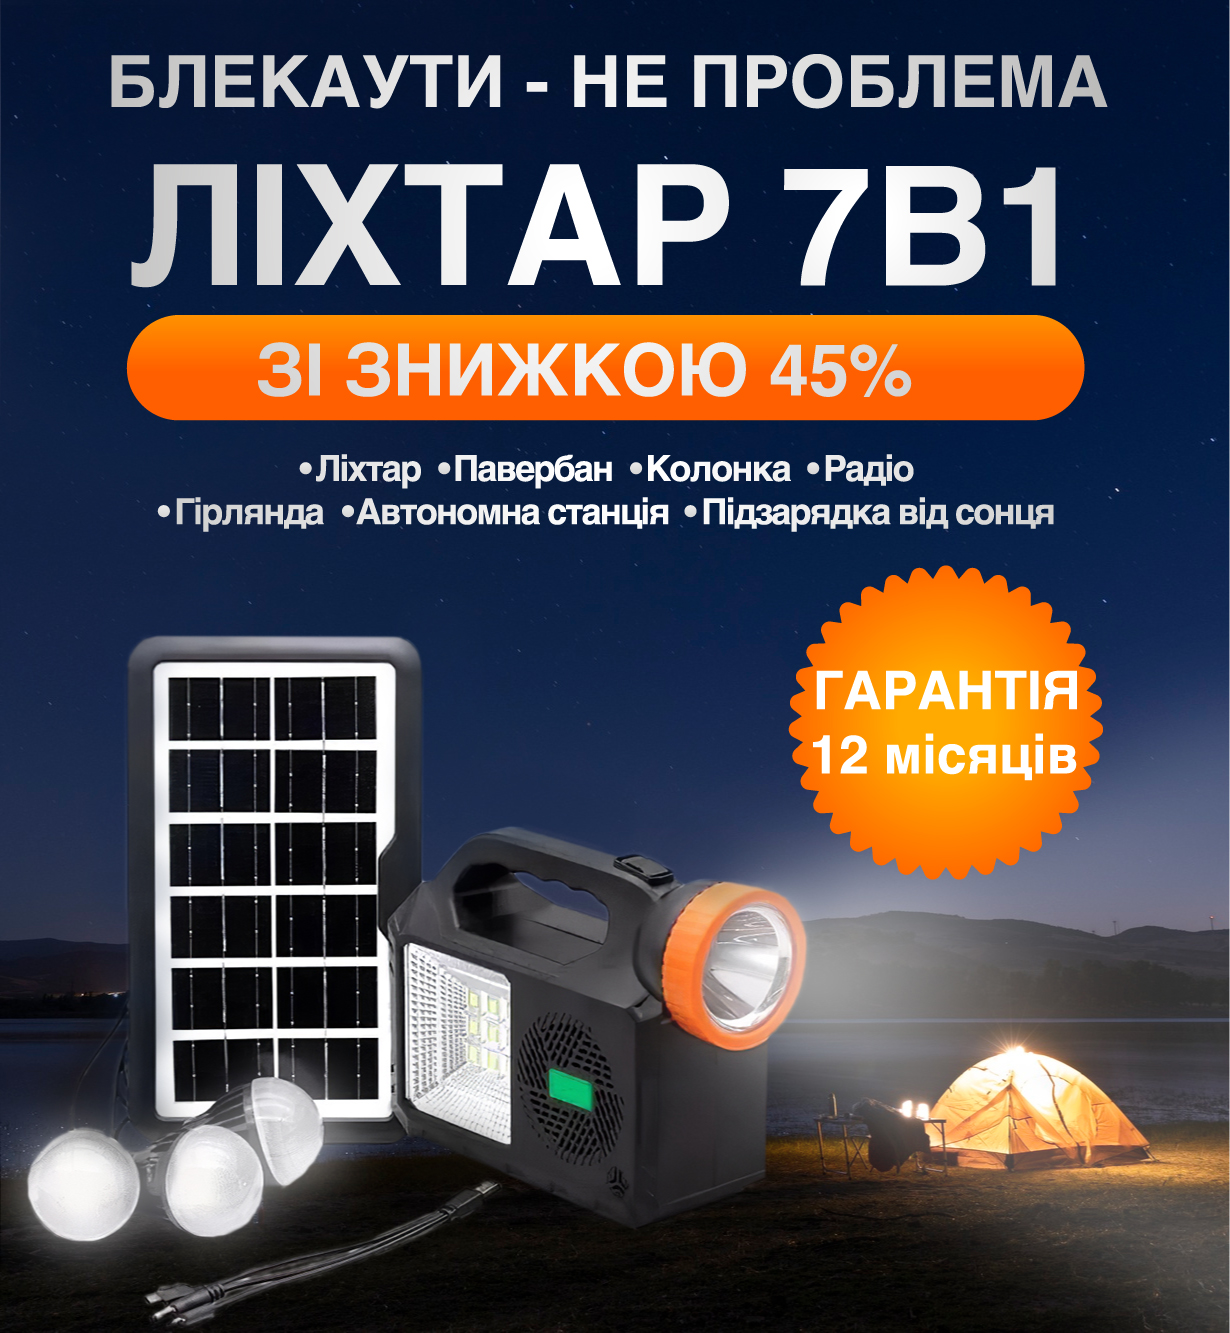 БЛЕКАУТИ - НЕ ПРОБЛЕМА
ЛІХТАР 7В1
ЗІ ЗНИЖКОЮ 45%
•Ліхтар •Павербан •Колонка •Радіо
•Гірлянда •Автономна станція •Підзарядка від сонця
ГАРАНТІЯ
12 місяців